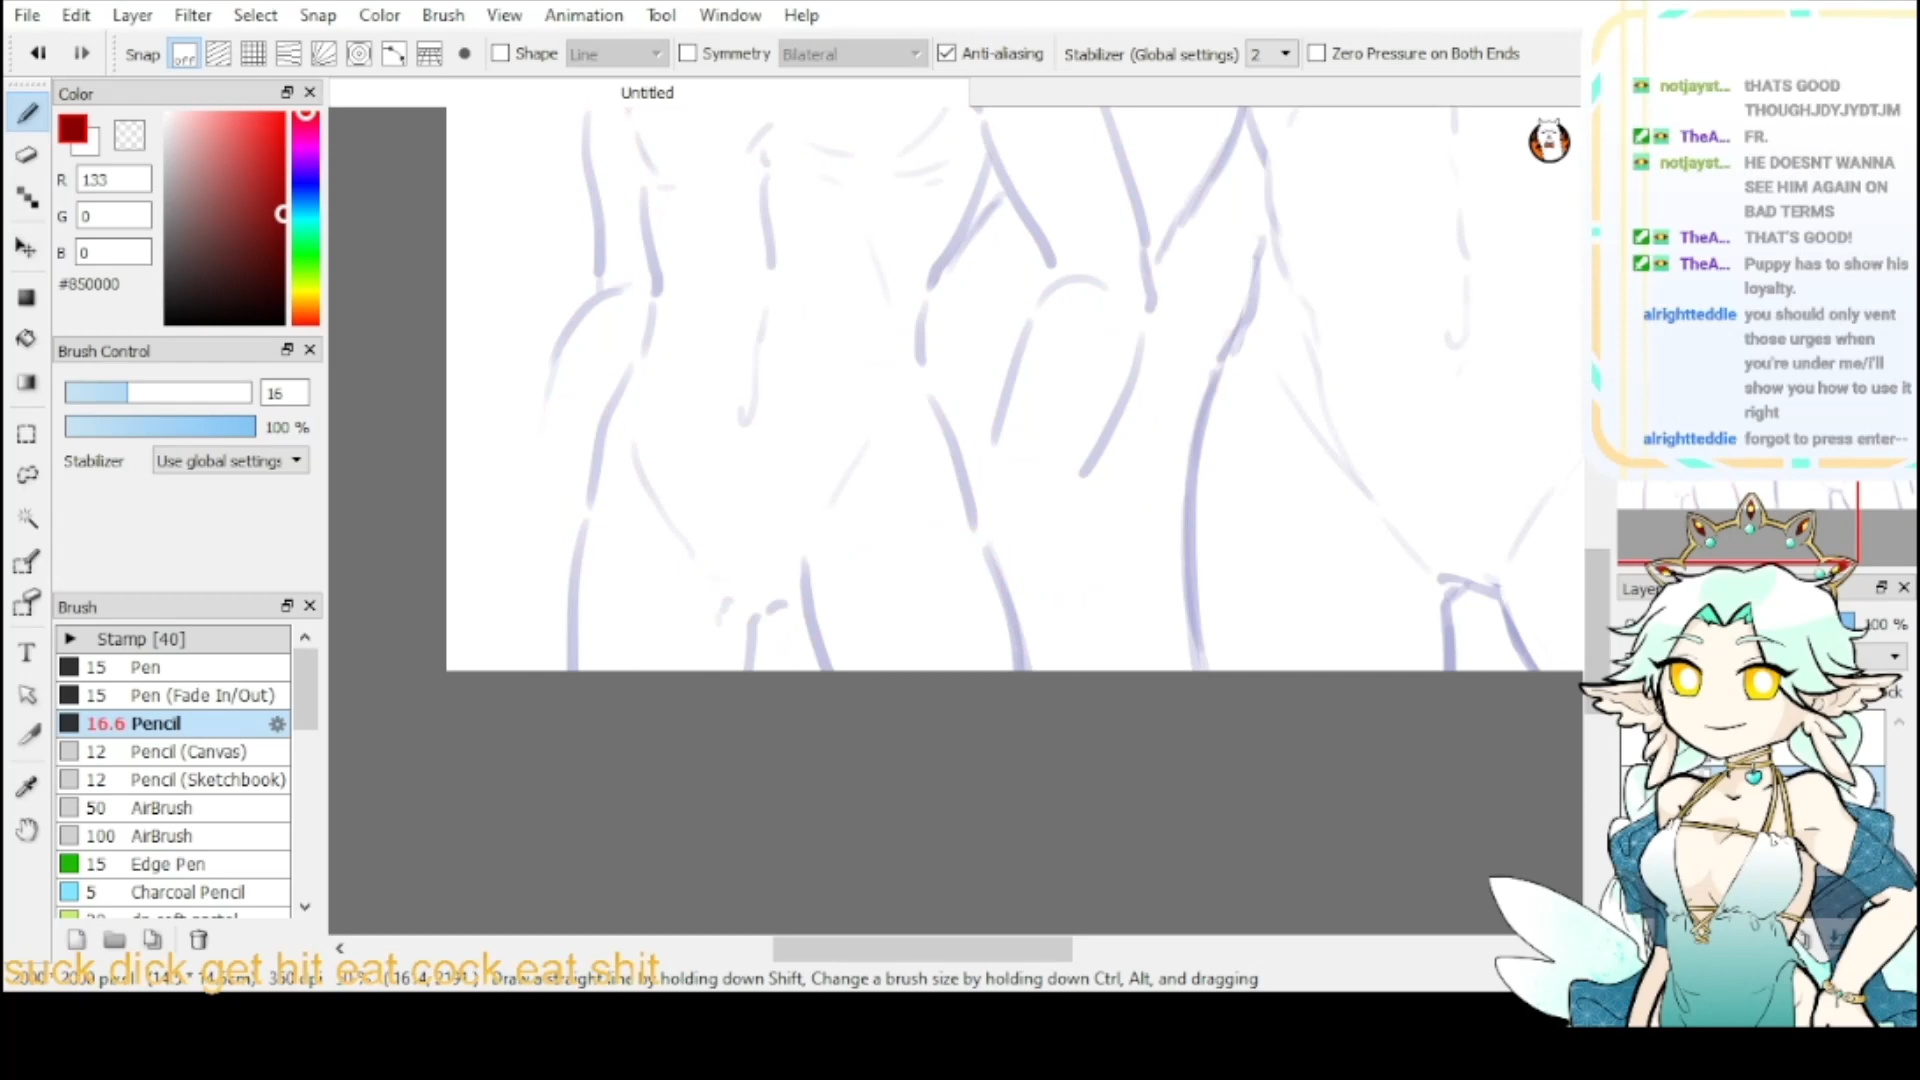 File Edit Layer Filter Select Snap Color Brush View Animation Tool Window Help
Snap off Shape Line Symmetry Bilateral Anti-aliasing Stabilizer (Global settings) 2 Zero Pressure on Both Ends
Color
Untitled
R 133
G 0
B 0
#850000
Brush Control
16
100 %
Stabilizer Use global settings
Brush
Stamp [40]
15 Pen
15 Pen (Fade In/Out)
16.6 Pencil
12 Pencil (Canvas)
12 Pencil (Sketchbook)
50 AirBrush
100 AirBrush
15 Edge Pen
5 Charcoal Pencil
suck dick get hit eat cock eat shit
holding down Shift, Change a brush size by holding down Ctrl, Alt, and dragging
notjayst... tHATS GOOD
THOUGHJDYJYDTJM
TheA... FR.
notjayst... HE DOESNT WANNA
SEE HIM AGAIN ON
BAD TERMS
TheA... THAT'S GOOD!
TheA... Puppy has to show his
loyalty.
alrightteddie you should only vent
those urges when
you're under me/i'll
show you how to use it
right
alrightteddie forgot to press enter--
100 %